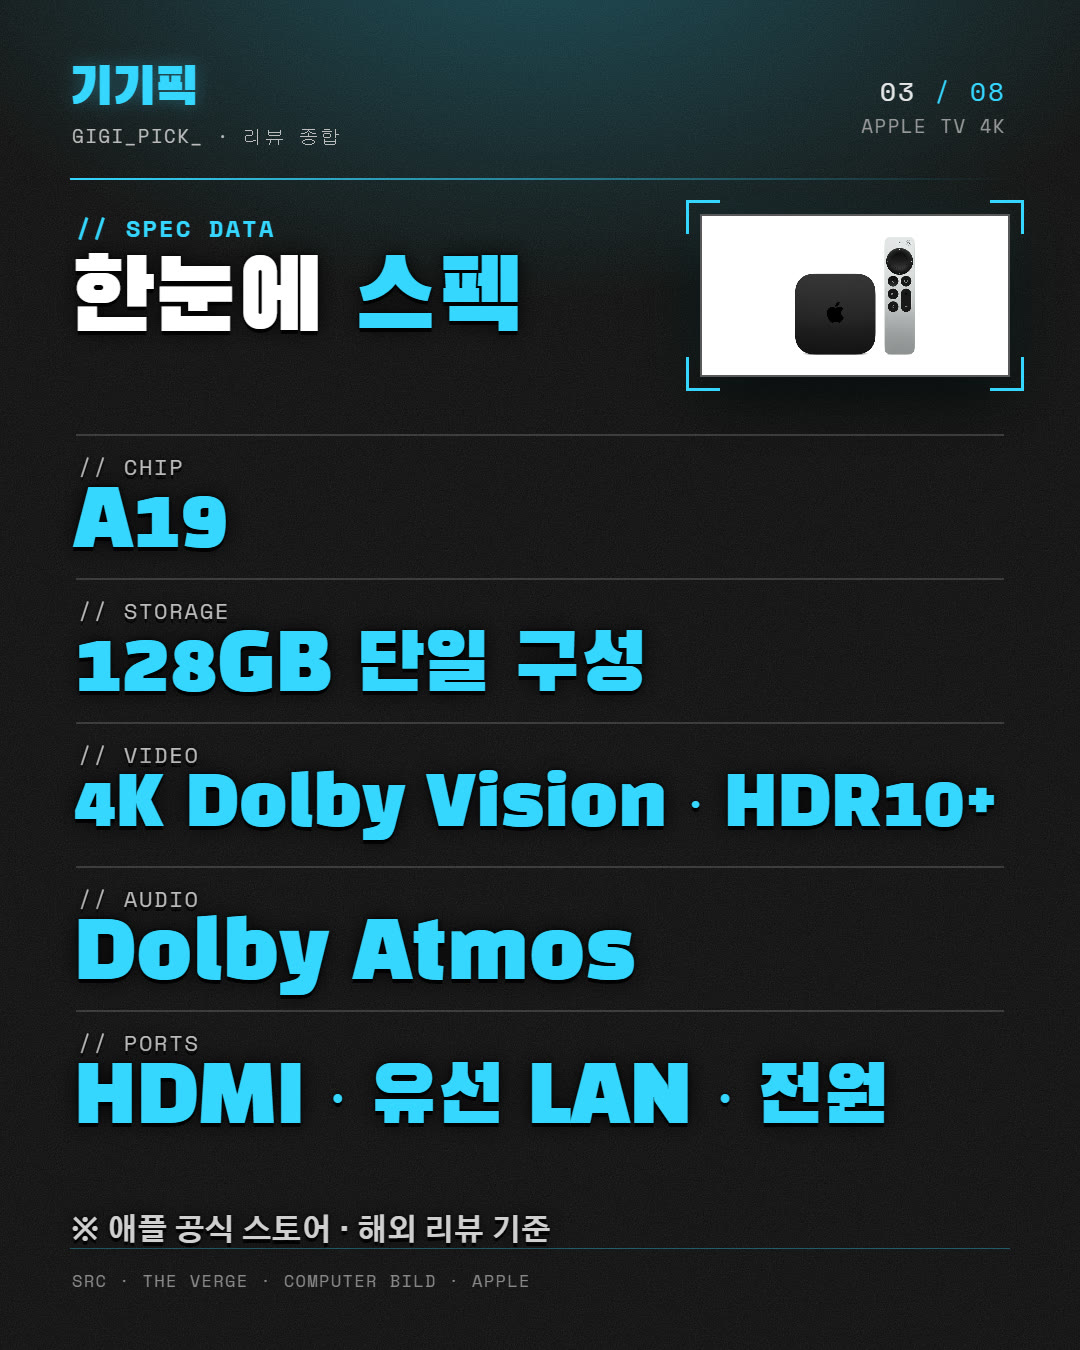 기기픽
GIGI_PICK_ · 리뷰 종합
03 / 08
APPLE TV 4K
// SPEC DATA
한눈에 스펙
// CHIP
A19
// STORAGE
128GB 단일 구성
// VIDEO
4K Dolby Vision · HDR10+
// AUDIO
Dolby Atmos
// PORTS
HDMI · 유선 LAN · 전원
※ 애플 공식 스토어 · 해외 리뷰 기준
SRC · THE VERGE · COMPUTER BILD · APPLE